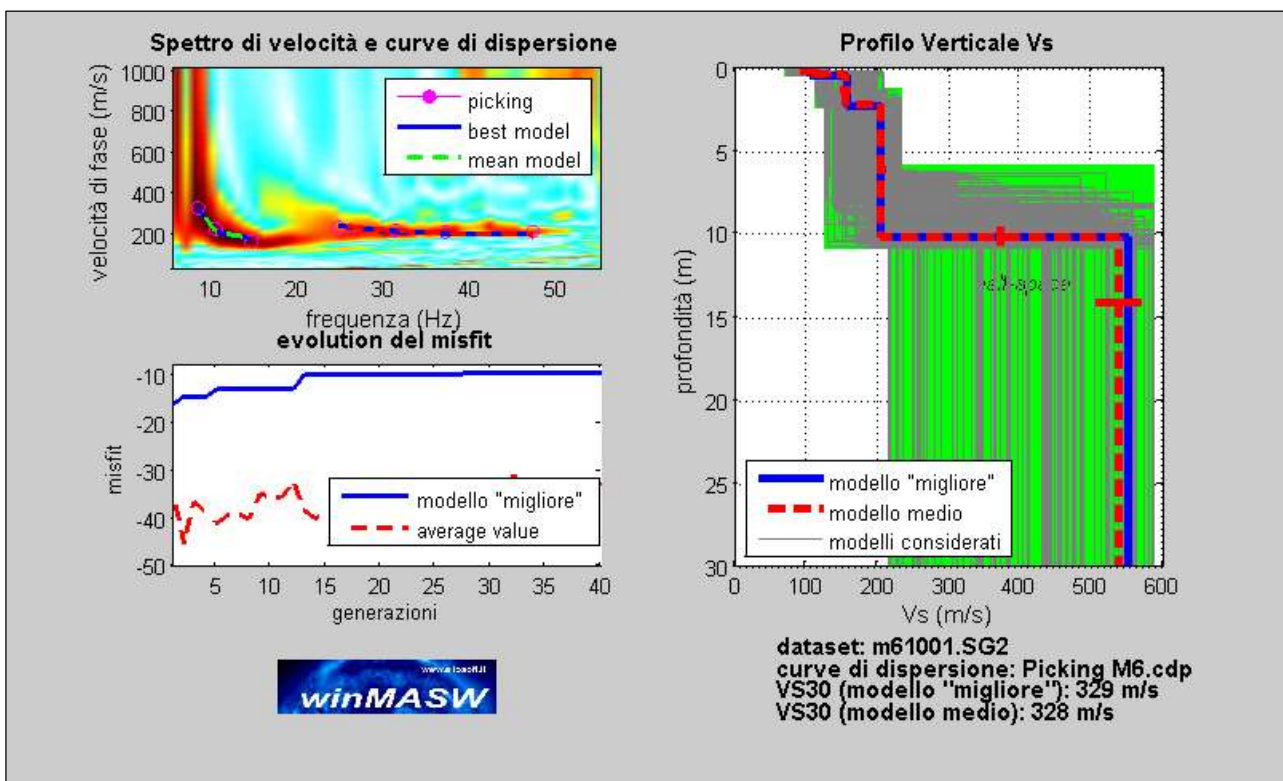 Spettro di velocità e curve di dispersione
1000
800
600
400
200
velocità di fase (m/s)
picking
best model
mean model
10
20
30
40
50
frequenza (Hz)
evolution del misfit
-10
-20
-30
-40
-50
misfit
modello "migliore"
average value
5
10
15
20
25
30
35
40
generazioni
winMASW
Profilo Verticale Vs
0
5
10
15
20
25
30
profondità (m)
modello "migliore"
modello medio
modelli considerati
0
100
200
300
400
500
600
Vs (m/s)
dataset: m61001.SG2
curve di dispersione: Picking M6.cdp
VS30 (modello "migliore"): 329 m/s
VS30 (modello medio): 328 m/s